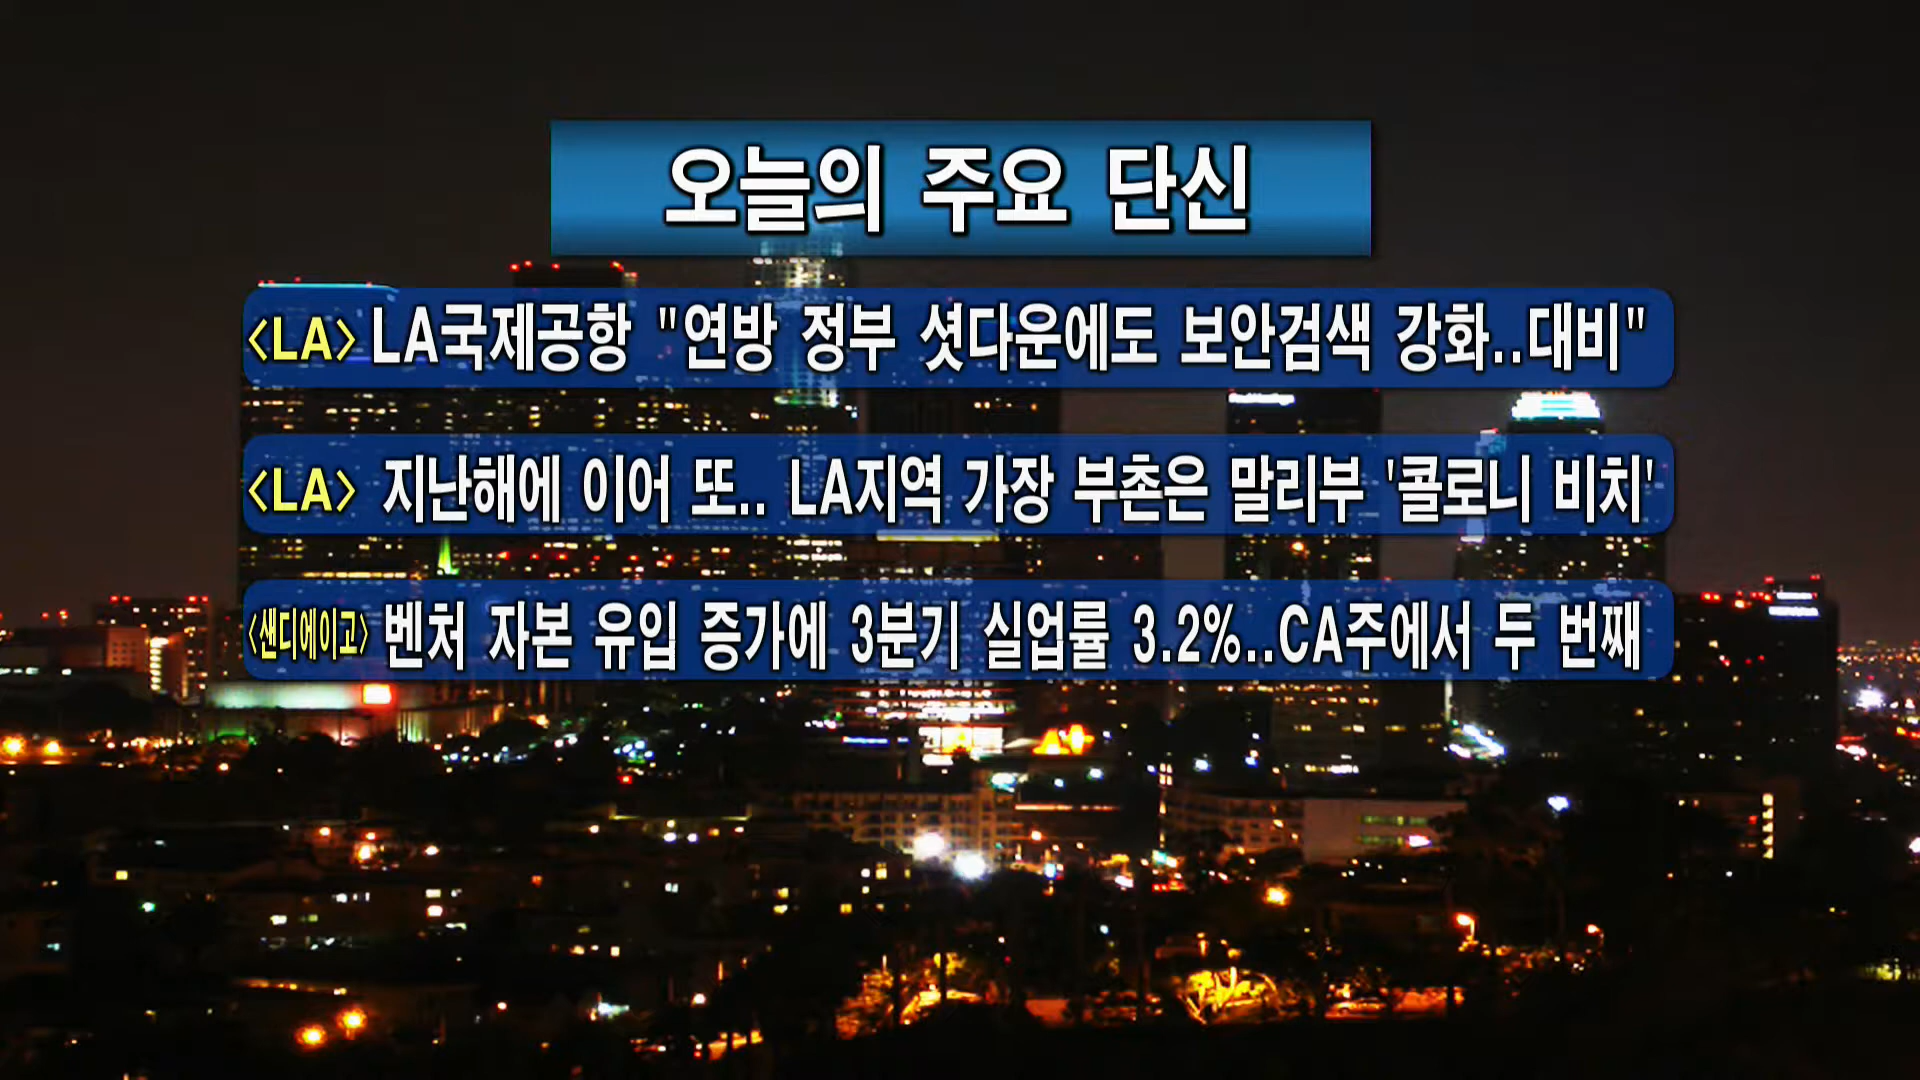 오늘의 주요 단신
<LA> LA국제공항 "연방 정부 셧다운에도 보안검색 강화..대비"
<LA> 지난해에 이어 또.. LA지역 가장 부촌은 말리부 '콜로니 비치'
<샌디에이고> 벤처 자본 유입 증가에 3분기 실업률 3.2%..CA주에서 두 번째